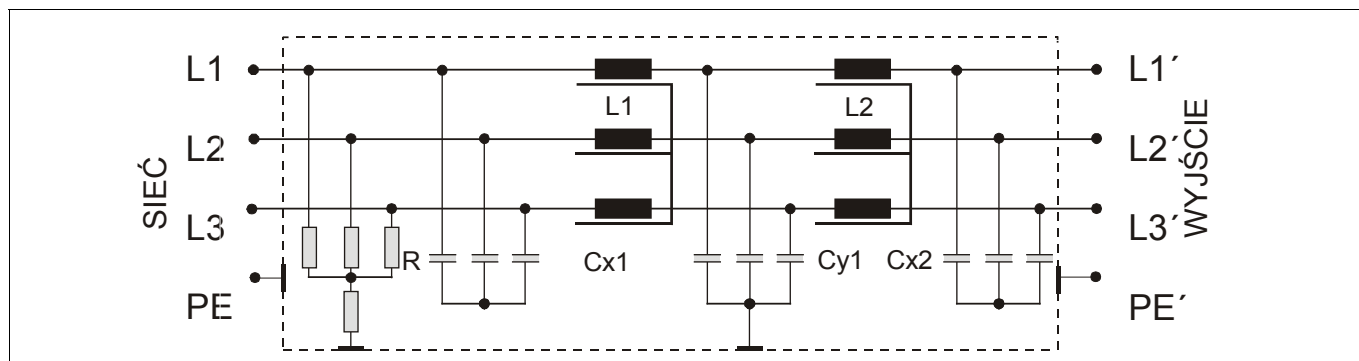 L1
L1
L2
L1´
L2
L2´
SIEĆ
WYJŚCIE
L3
L3´
R
Cx1
Cy1
Cx2
PE
PE´